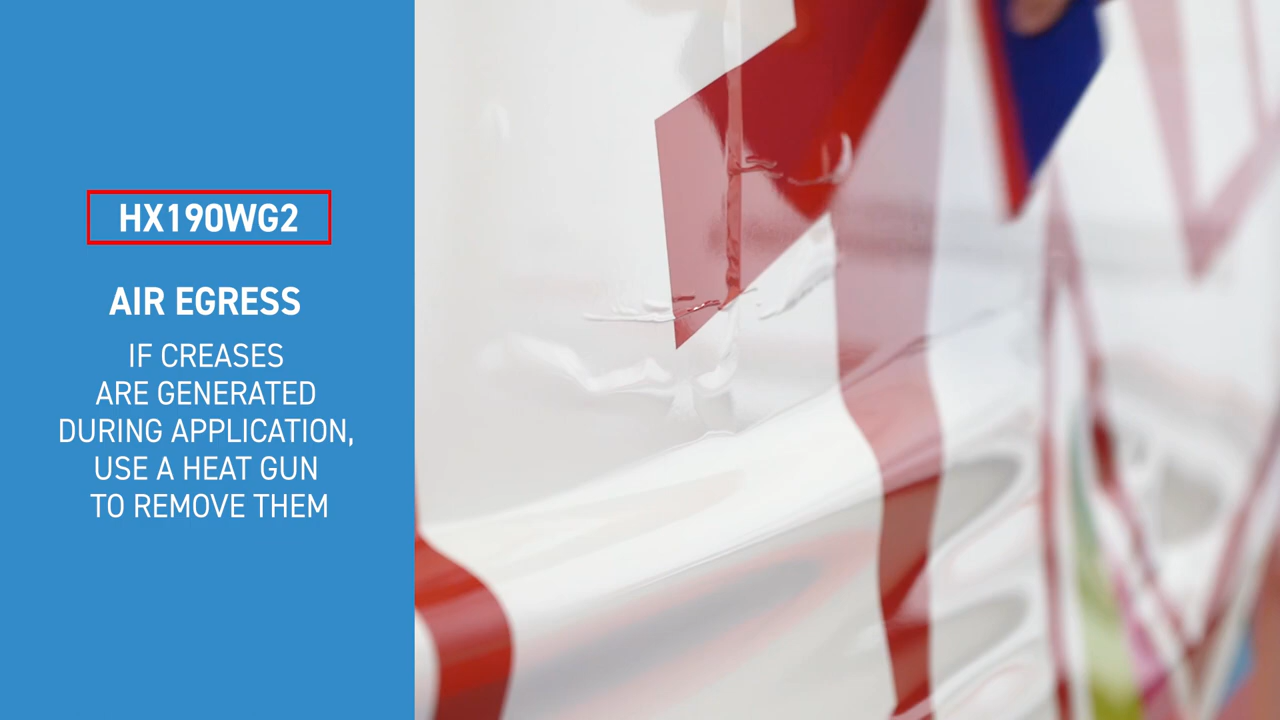 HX190WG2
AIR EGRESS
IF CREASES
ARE GENERATED
DURING APPLICATION,
USE A HEAT GUN
TO REMOVE THEM